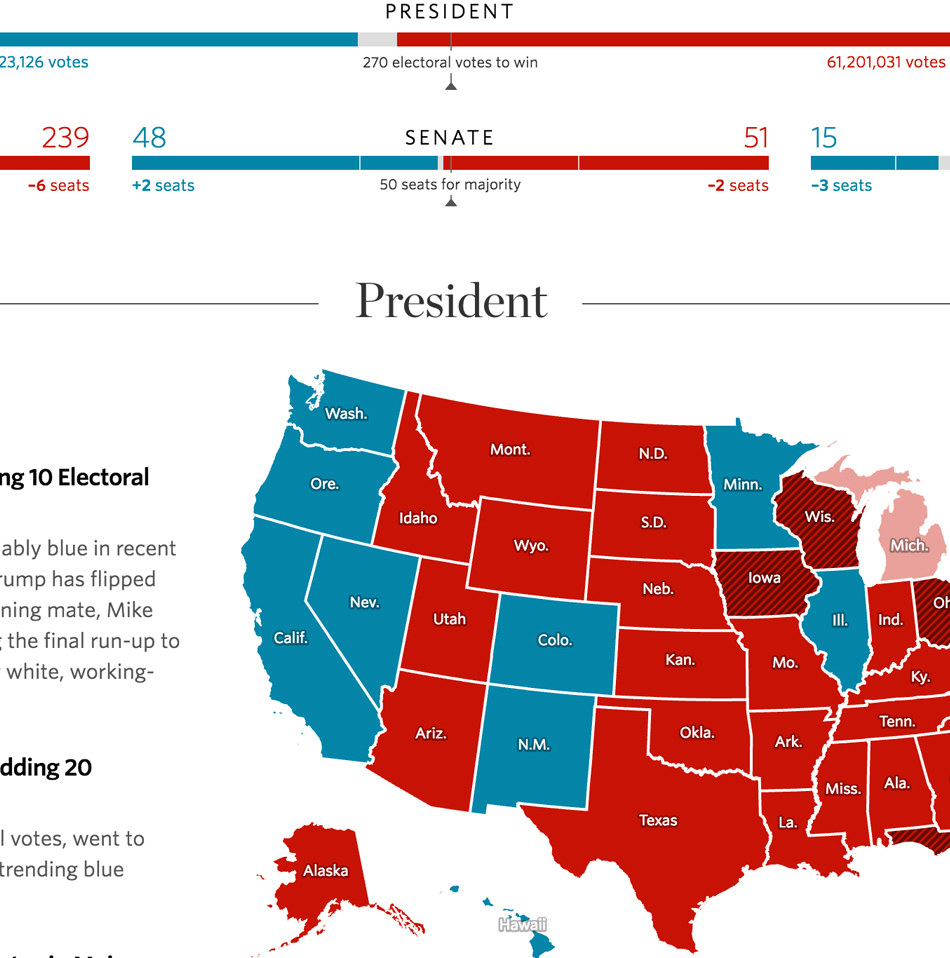 PRESIDENT
23,126 votes
270 electoral votes to win
61,201,031 votes
239
48
SENATE
51
15
–6 seats
+2 seats
50 seats for majority
–2 seats
–3 seats
President
Wash.
Mont.
N.D.
ng 10 Electoral
Ore.
Minn.
Idaho
S.D.
Wis.
ably blue in recent
Wyo.
Mich.
rump has flipped
Iowa
Neb.
ning mate, Mike
Nev.
Oh
Utah
Ill.
Ind.
g the final run-up to
Calif.
Colo.
Kan.
Mo.
r white, working-
Ky.
Tenn.
Ariz.
N.M.
Okla.
Ark.
dding 20
Miss.
Ala.
Texas
La.
l votes, went to
trending blue
Alaska
Hawaii